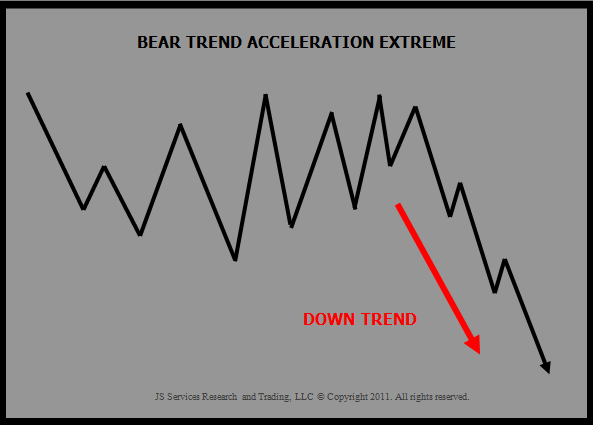 BEAR TREND ACCELERATION EXTREME
DOWN TREND
JS Services Research and Trading, LLC © Copyright 2011. All rights reserved.